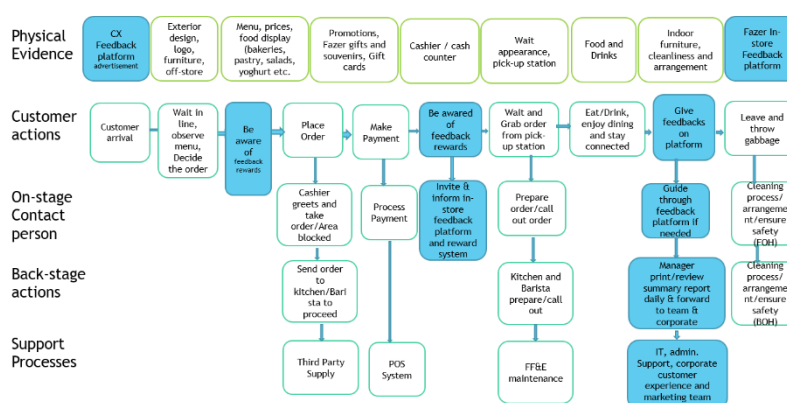 Physical
Evidence
CX
Feedback
platform
advertisement
Exterior
design,
logo,
furniture,
off-store
Menu, prices,
food display
(bakeries,
pastry, salads,
yoghurt etc.
Promotions,
Fazer gifts and
souvenirs, Gift
cards
Cashier / cash
counter
Wait
appearance,
pick-up station
Food and
Drinks
Indoor
furniture,
cleanliness and
arrangement
Fazer In-
store
Feedback
platform
Customer
actions
Customer
arrival
Wait in
line,
observe
menu,
Decide
the order
Be
aware
of feedback
rewards
Place
Order
Make
Payment
Be awared
of
feedback
rewards
Wait and
Grab order
from pick-
up station
Eat/Drink,
enjoy dining
and stay
connected
Give
feedbacks
on
platform
Leave and
throw
gabbage
On-stage
Contact
person
Cashier
greets and
take
order/Area
blocked
Process
Payment
Invite &
inform in-
store
feedback
platform
and reward
system
Prepare
order/call
out order
Guide
through
feedback
platform if
needed
Cleaning
process/
arrangeme
nt/ensure
safety
(FOH)
Back-stage
actions
Send order
to
kitchen/Bari
sta to
proceed
Kitchen and
Barista
prepare/call
out
Manager
print/review
summary report
daily & forward
to team &
corporate
Cleaning
process/
arrangeme
nt/ensure
safety
(BOH)
Support
Processes
Third Party
Supply
POS
System
FF&E
maintenance
IT, admin.
Support, corporate
customer
experience and
marketing team